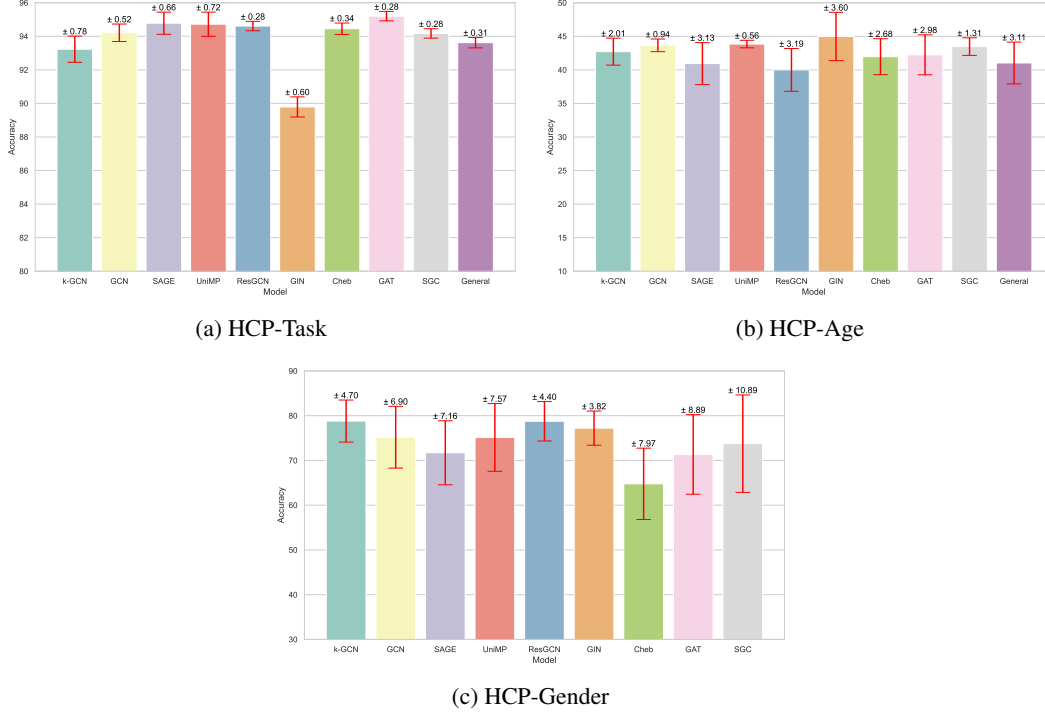 ± 0.78 ± 0.52 ± 0.66 ± 0.72 ± 0.28 ± 0.60 ± 0.34 ± 0.28 ± 0.28 ± 0.31
96
94
92
90
88
86
84
82
80
Accuracy
k-GCN GCN SAGE UniMP ResGCN GIN Cheb GAT SGC General
Model
(a) HCP-Task
± 2.01 ± 0.94 ± 3.13 ± 0.56 ± 3.19 ± 3.60 ± 2.68 ± 2.98 ± 1.31 ± 3.11
50
45
40
35
30
25
20
15
10
Accuracy
k-GCN GCN SAGE UniMP ResGCN GIN Cheb GAT SGC General
Model
(b) HCP-Age
± 4.70 ± 6.90 ± 7.16 ± 7.57 ± 4.40 ± 3.82 ± 7.97 ± 8.89 ± 10.89
90
80
70
60
50
40
30
Accuracy
k-GCN GCN SAGE UniMP ResGCN GIN Cheb GAT SGC
Model
(c) HCP-Gender